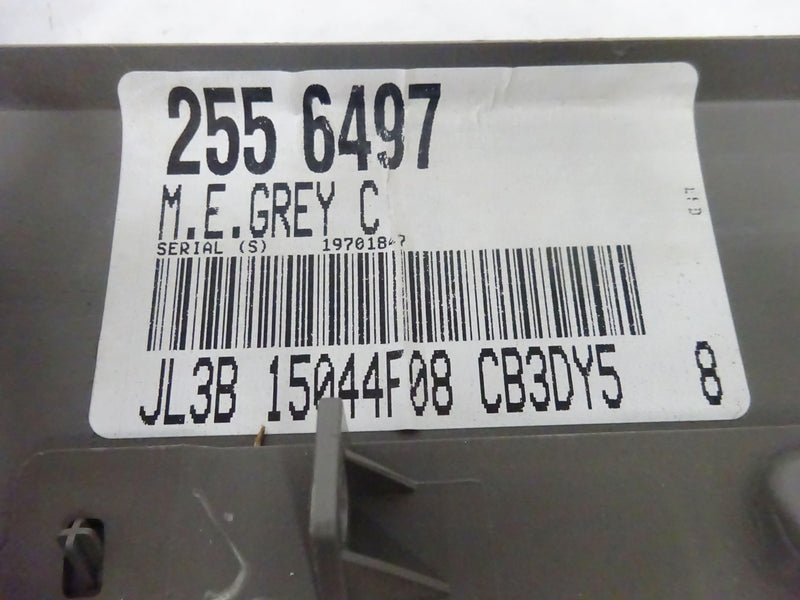 255 6497
M.E.GREY C
SERIAL (S)
JL3B 15044F08 CB3DY5 8